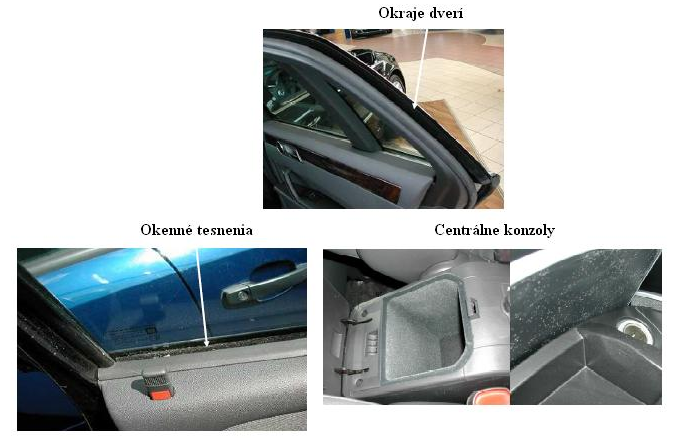 Okraje dverí
Okenné tesnenia
Centrálne konzoly